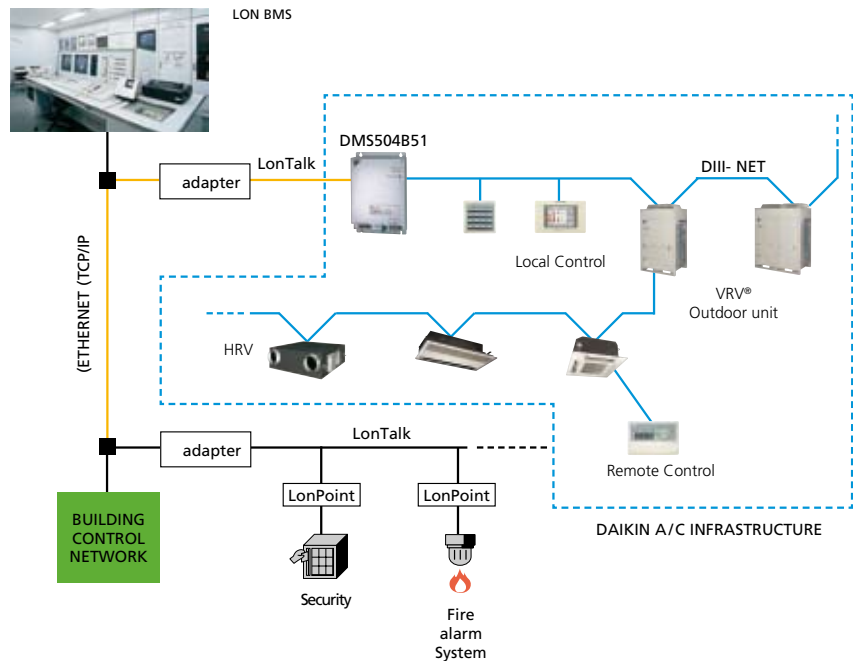 LON BMS
DMS504B51
LonTalk
adapter
DIII- NET
Local Control
VRV®
Outdoor unit
(ETHERNET (TCP/IP)
HRV
Remote Control
LonTalk
adapter
LonPoint
LonPoint
BUILDING
CONTROL
NETWORK
DAIKIN A/C INFRASTRUCTURE
Security
Fire
alarm
System